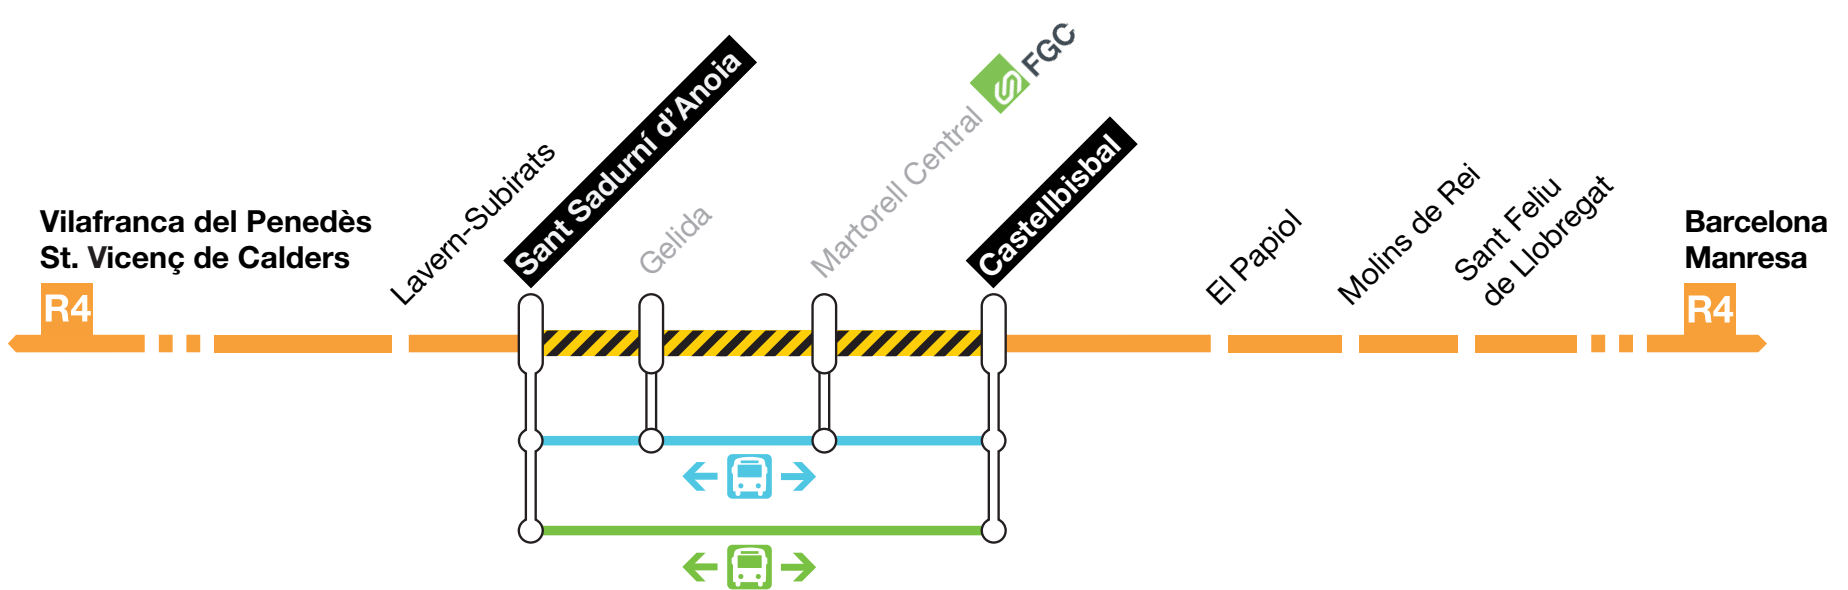 Vilafranca del Penedès
St. Vicenç de Calders
R4
Lavern-Subirats
Sant Sadurní d'Anoia
Gelida
Martorell Central
FGC
Castellbisbal
El Papiol
Molins de Rei
Sant Feliu
de Llobregat
Barcelona
Manresa
R4